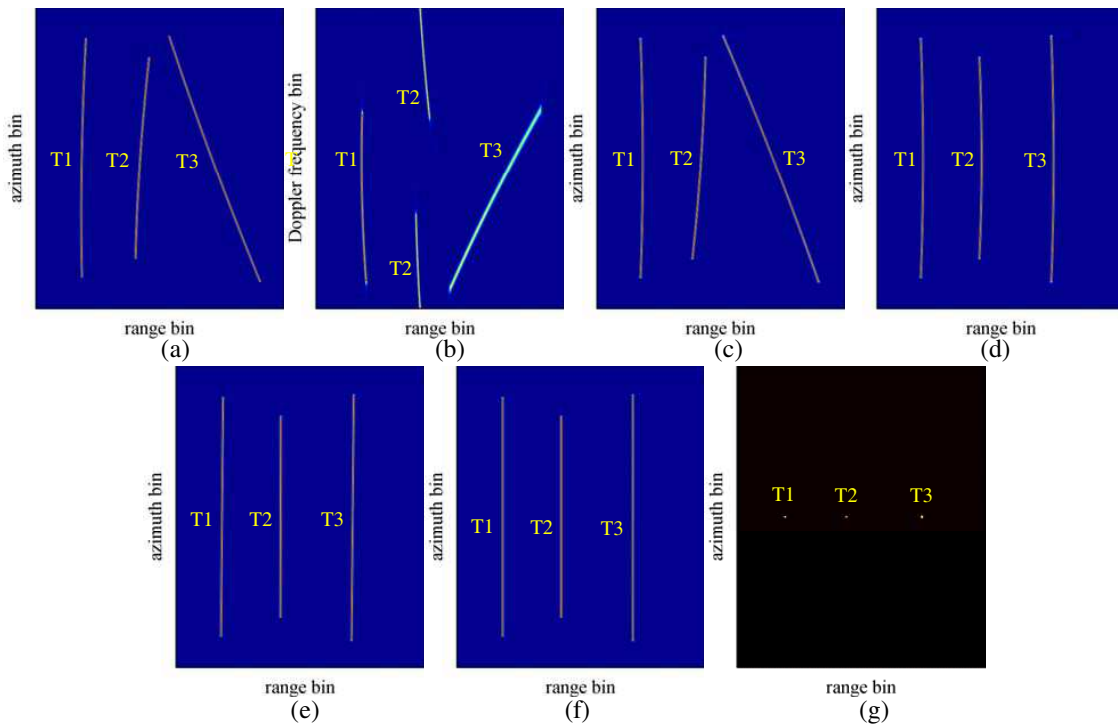 azimuth bin
T1
T2
T3
range bin
(a)
Doppler frequency bin
T2
T1
T3
T2
range bin
(b)
azimuth bin
T1
T2
T3
range bin
(c)
azimuth bin
T1
T2
T3
range bin
(d)
azimuth bin
T1
T2
T3
range bin
(e)
azimuth bin
T1
T2
T3
range bin
(f)
azimuth bin
T1
T2
T3
range bin
(g)